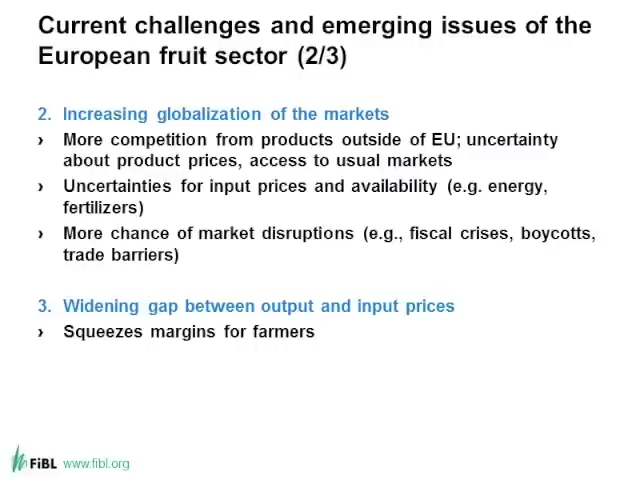 Current challenges and emerging issues of the
European fruit sector (2/3)
2. Increasing globalization of the markets
› More competition from products outside of EU; uncertainty
about product prices, access to usual markets
› Uncertainties for input prices and availability (e.g. energy,
fertilizers)
› More chance of market disruptions (e.g., fiscal crises, boycotts,
trade barriers)
3. Widening gap between output and input prices
› Squeezes margins for farmers
FiBL www.fibl.org